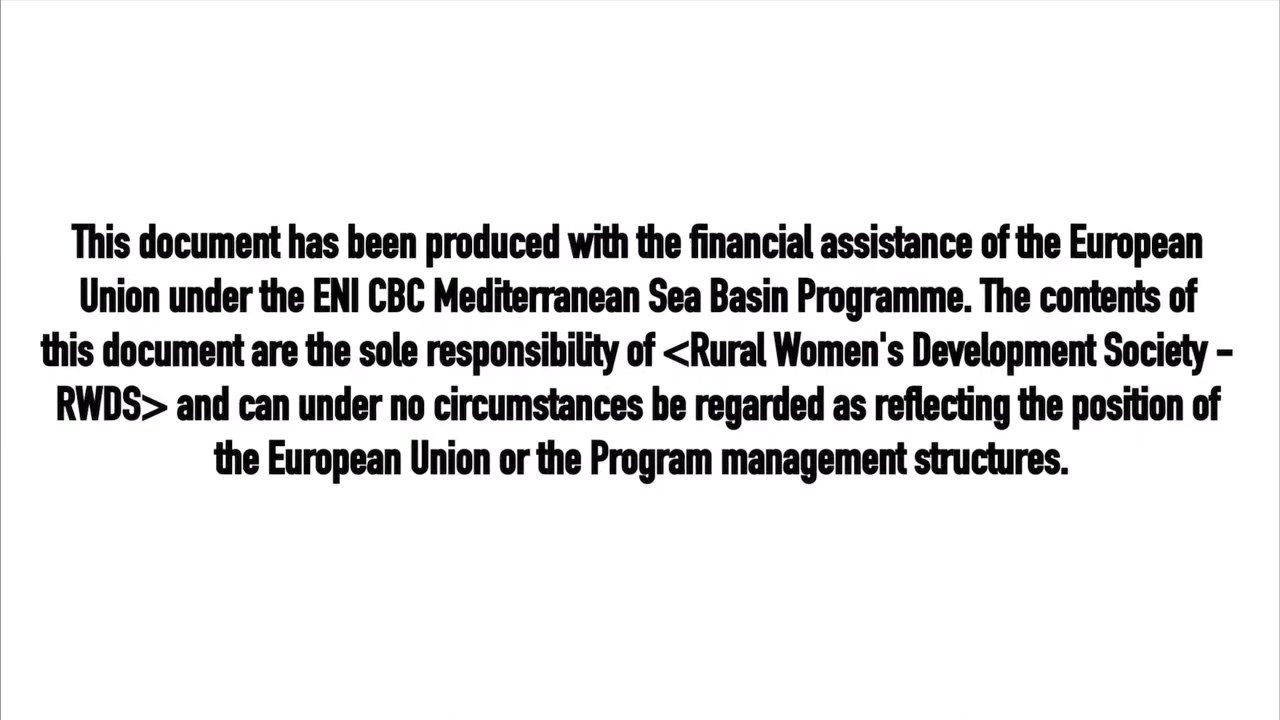 This document has been produced with the financial assistance of the European
Union under the ENI CBC Mediterranean Sea Basin Programme. The contents of
this document are the sole responsibility of <Rural Women's Development Society -
RWDS> and can under no circumstances be regarded as reflecting the position of
the European Union or the Program management structures.